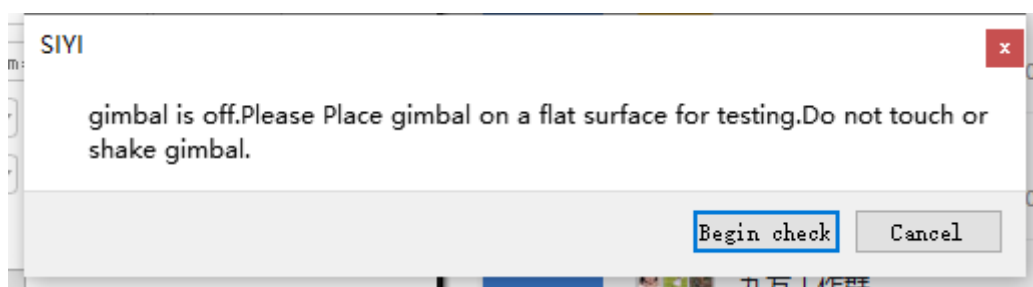 SIYI
x
gimbal is off.Please Place gimbal on a flat surface for testing.Do not touch or
shake gimbal.
Begin check
Cancel